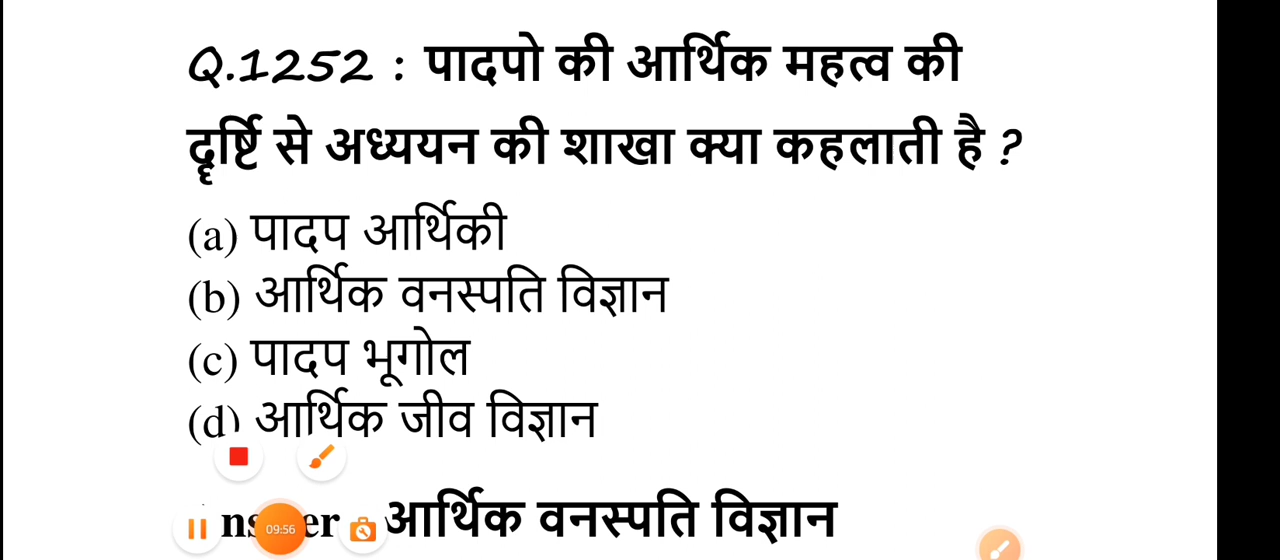 Q.1252 : पादपो की आर्थिक महत्व की
दृर्ष्टि से अध्ययन की शाखा क्या कहलाती है ?
(a) पादप आर्थिकी
(b) आर्थिक वनस्पति विज्ञान
(c) पादप भूगोल
(d) आर्थिक जीव विज्ञान
आर्थिक वनस्पति विज्ञान
09:56